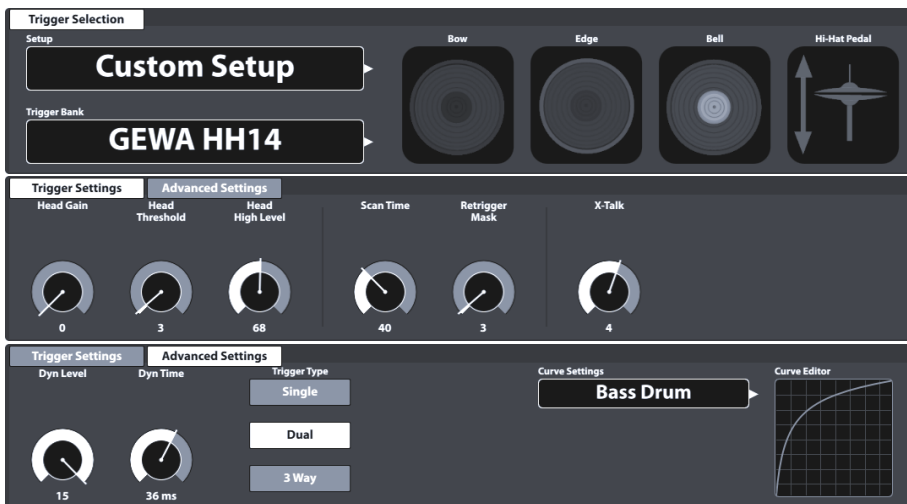 Trigger Selection
Setup
Custom Setup
Trigger Bank
GEWA HH14
Bow Edge Bell Hi-Hat Pedal
Trigger Settings Advanced Settings
Head Gain Head Threshold Head High Level Scan Time Retrigger Mask X-Talk
0 3 68 40 3 4
Trigger Settings Advanced Settings
Dyn Level Dyn Time Trigger Type Curve Settings Curve Editor
Single
Bass Drum
Dual
3 Way
15 36 ms